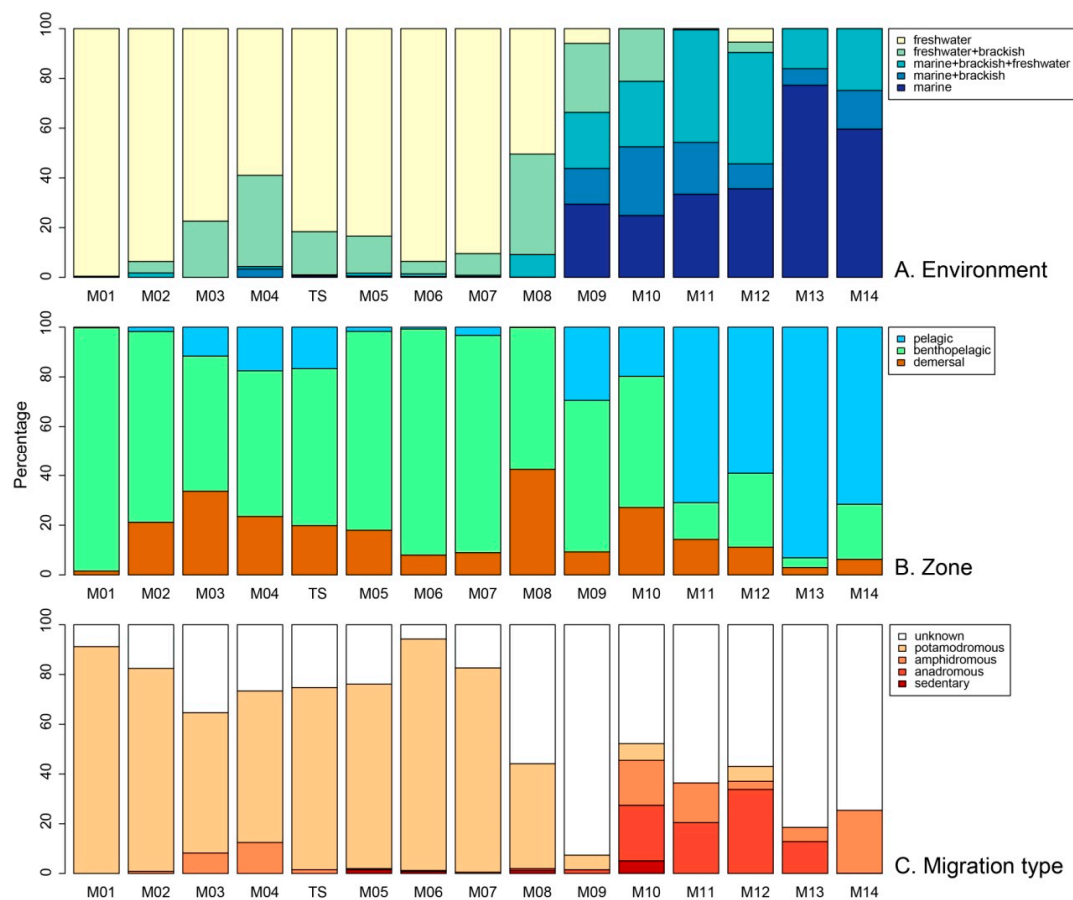 100
80
60
40
20
0
freshwater
freshwater+brackish
marine+brackish+freshwater
marine+brackish
marine
M01 M02 M03 M04 TS M05 M06 M07 M08 M09 M10 M11 M12 M13 M14
A. Environment
Percentage
100
80
60
40
20
0
pelagic
benthopelagic
demersal
M01 M02 M03 M04 TS M05 M06 M07 M08 M09 M10 M11 M12 M13 M14
B. Zone
100
80
60
40
20
0
unknown
potamodromous
amphidromous
anadromous
sedentary
M01 M02 M03 M04 TS M05 M06 M07 M08 M09 M10 M11 M12 M13 M14
C. Migration type